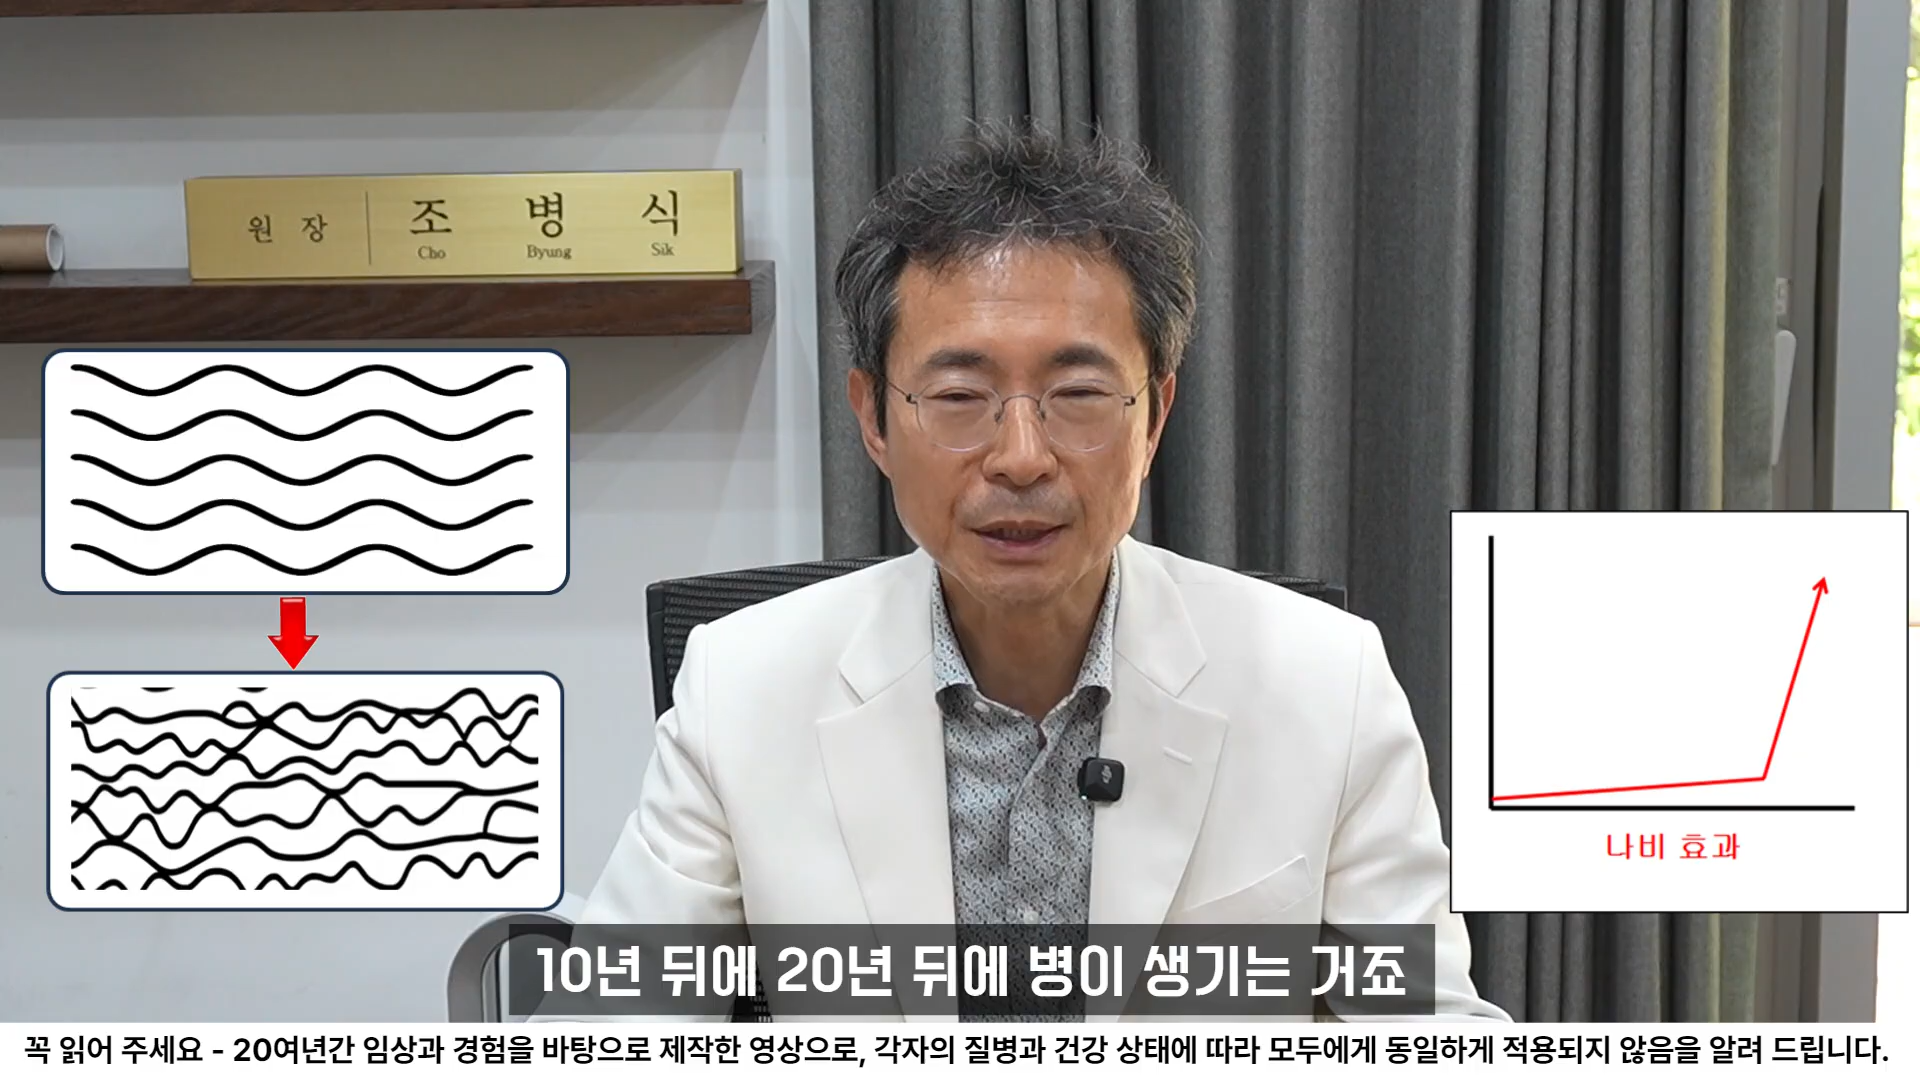 원 장 조 병 식
Cho Byung Sik
나비 효과
10년 뒤에 20년 뒤에 병이 생기는 거죠
꼭 읽어 주세요 - 20여년간 임상과 경험을 바탕으로 제작한 영상으로, 각자의 질병과 건강 상태에 따라 모두에게 동일하게 적용되지 않음을 알려 드립니다.